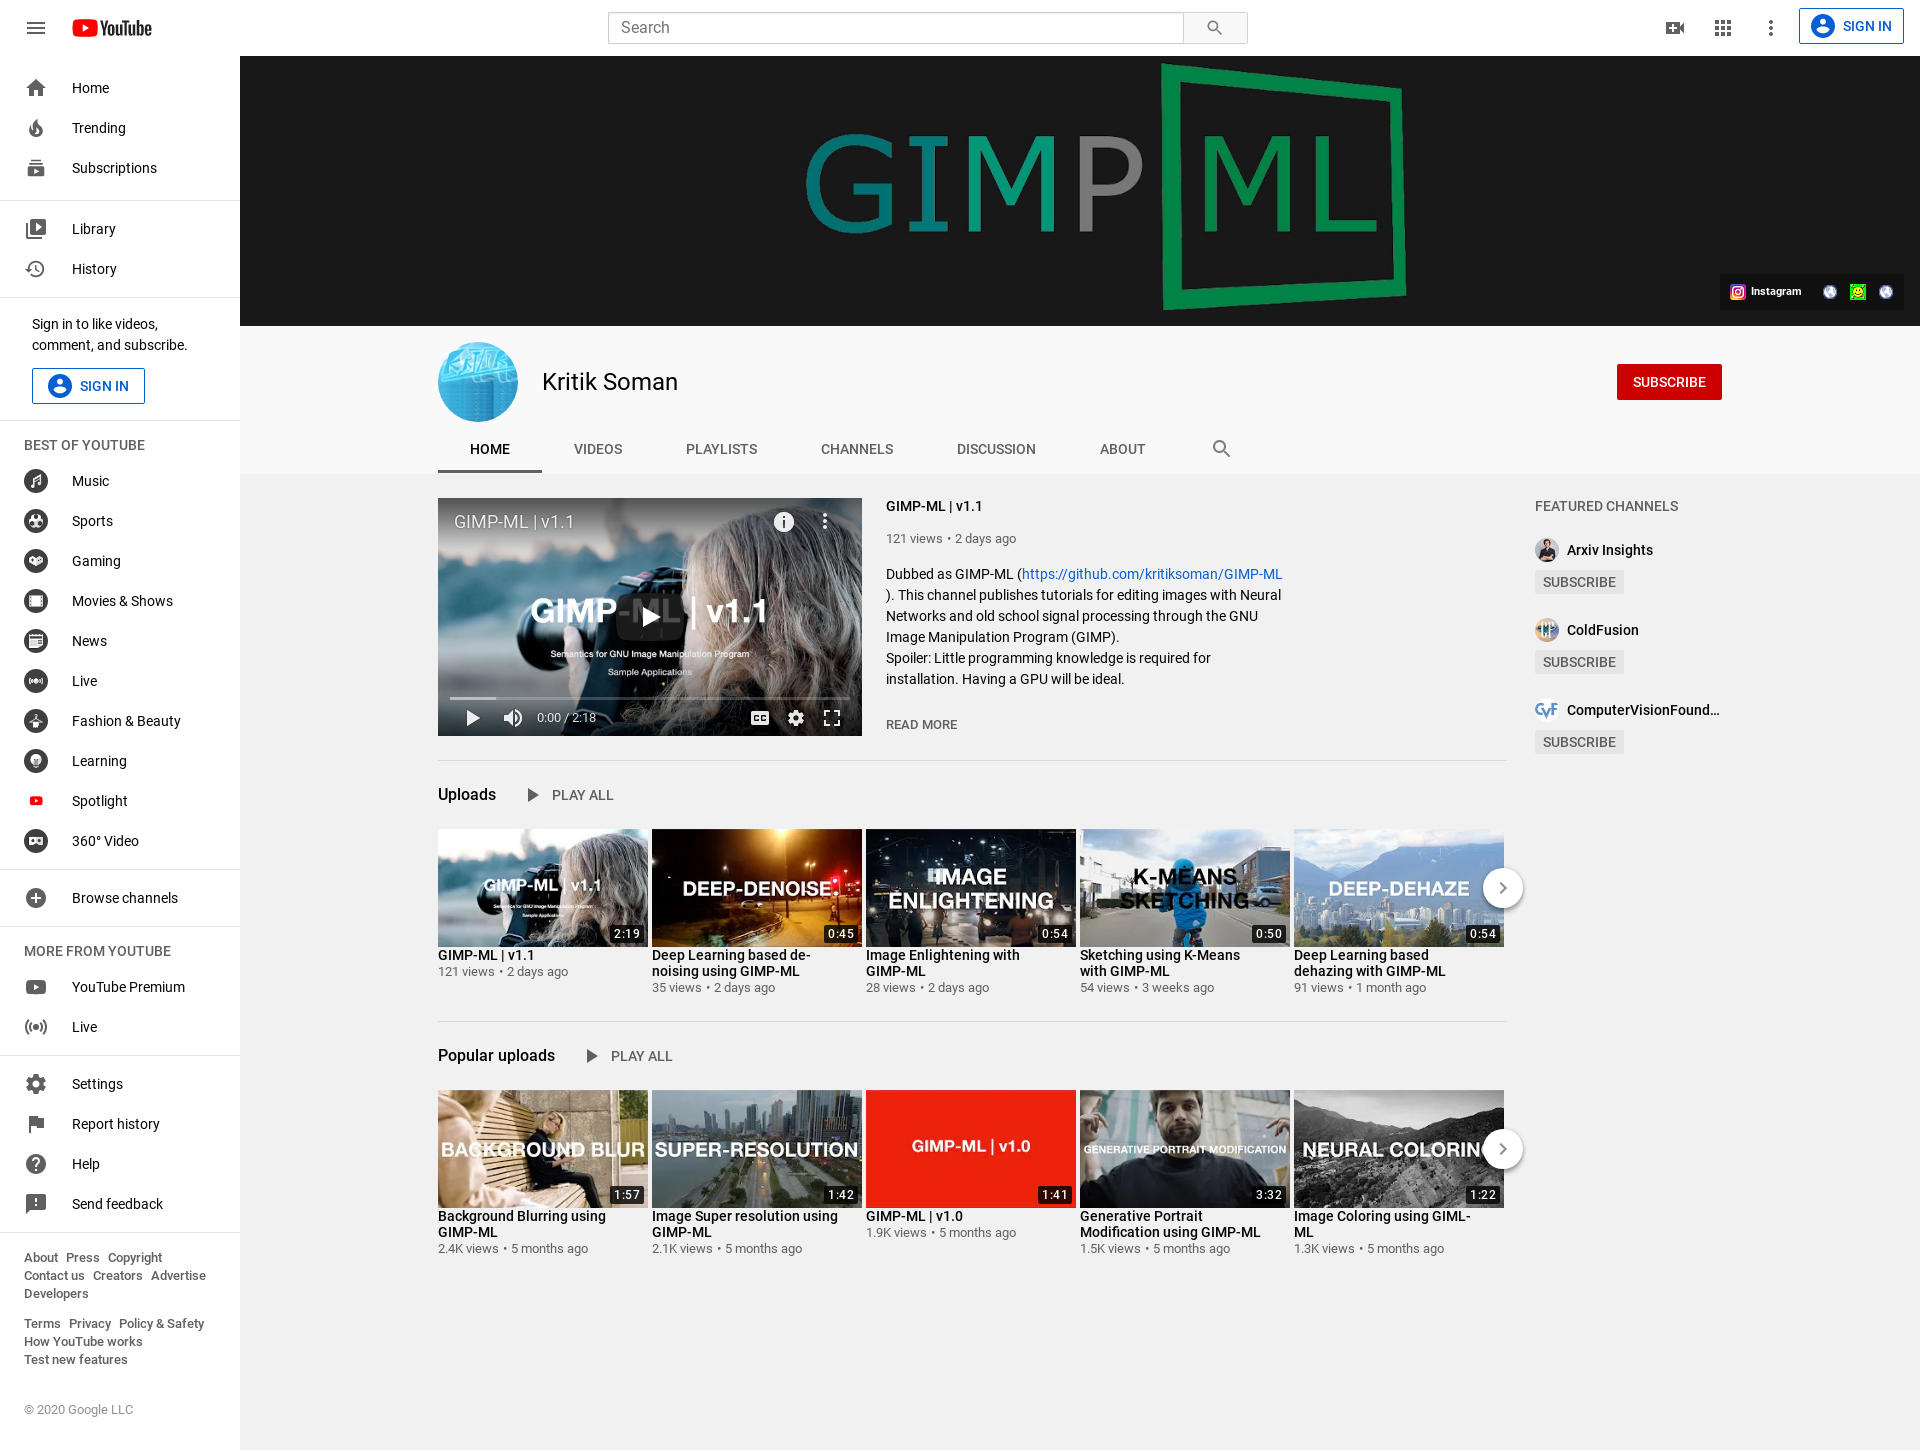 YouTube
Search
SIGN IN
Home
Trending
Subscriptions
Library
History
Sign in to like videos,
comment, and subscribe.
SIGN IN
BEST OF YOUTUBE
Music
Sports
Gaming
Movies & Shows
News
Live
Fashion & Beauty
Learning
Spotlight
360° Video
Browse channels
MORE FROM YOUTUBE
YouTube Premium
Live
Settings
Report history
Help
Send feedback
About Press Copyright
Contact us Creators Advertise
Developers
Terms Privacy Policy & Safety
How YouTube works
Test new features
© 2020 Google LLC
GIMP ML
Instagram
Kritik Soman
SUBSCRIBE
HOME VIDEOS PLAYLISTS CHANNELS DISCUSSION ABOUT
GIMP-ML | v1.1
GIMP-ML | v1.1
Semantics for GNU Image Manipulation Program
Sample Applications
0:00 / 2:18
CC
GIMP-ML | v1.1
121 views • 2 days ago
Dubbed as GIMP-ML (https://github.com/kritiksoman/GIMP-ML
). This channel publishes tutorials for editing images with Neural
Networks and old school signal processing through the GNU
Image Manipulation Program (GIMP).
Spoiler: Little programming knowledge is required for
installation. Having a GPU will be ideal.
READ MORE
FEATURED CHANNELS
Arxiv Insights
SUBSCRIBE
ColdFusion
SUBSCRIBE
ComputerVisionFound...
SUBSCRIBE
Uploads PLAY ALL
GIMP-ML | v1.1
Semantics for GNU Image Manipulation Program
Sample Applications
2:19
GIMP-ML | v1.1
121 views • 2 days ago
DEEP-DENOISE
0:45
Deep Learning based de-
noising using GIMP-ML
35 views • 2 days ago
IMAGE
ENLIGHTENING
0:54
Image Enlightening with
GIMP-ML
28 views • 2 days ago
K-MEANS
SKETCHING
0:50
Sketching using K-Means
with GIMP-ML
54 views • 3 weeks ago
DEEP-DEHAZE
0:54
Deep Learning based
dehazing with GIMP-ML
91 views • 1 month ago
Popular uploads PLAY ALL
BACKGROUND BLUR
1:57
Background Blurring using
GIMP-ML
2.4K views • 5 months ago
SUPER-RESOLUTION
1:42
Image Super resolution using
GIMP-ML
2.1K views • 5 months ago
GIMP-ML | v1.0
1:41
GIMP-ML | v1.0
1.9K views • 5 months ago
GENERATIVE PORTRAIT MODIFICATION
3:32
Generative Portrait
Modification using GIMP-ML
1.5K views • 5 months ago
NEURAL COLORING
1:22
Image Coloring using GIML-
ML
1.3K views • 5 months ago